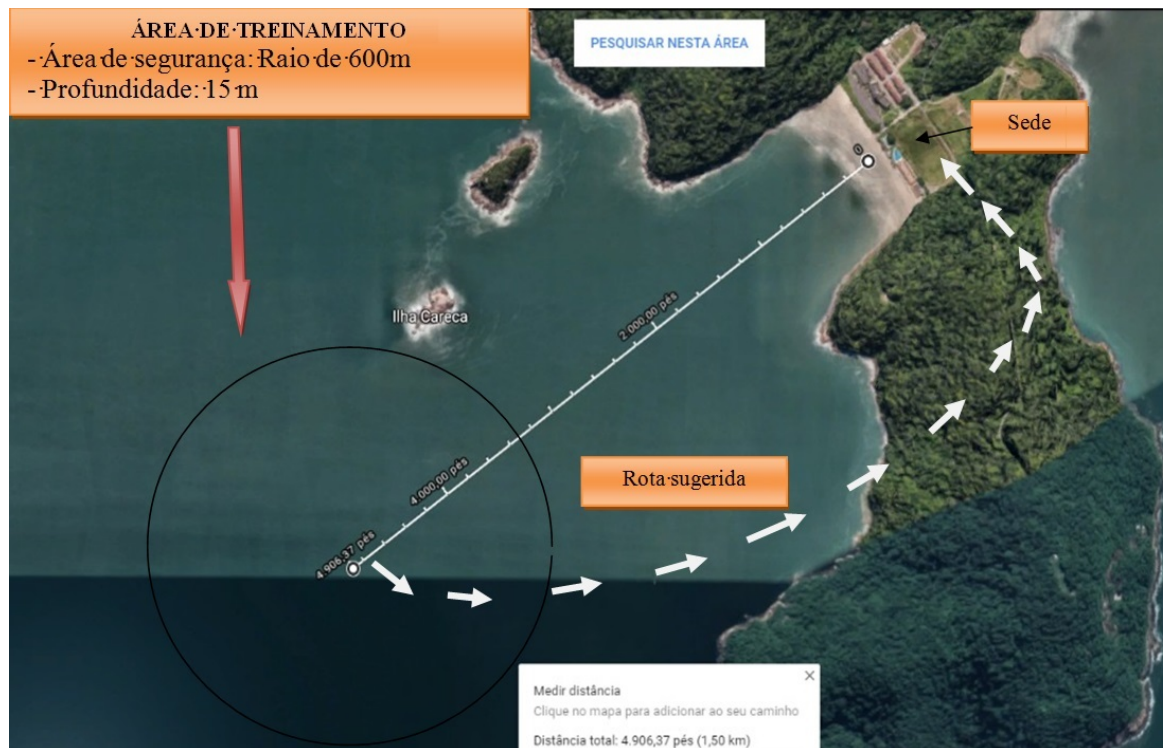 ÁREA·DE·TREINAMENTO
-·Área de segurança: Raio de 600m
-·Profundidade: 15·m
PESQUISAR NESTA ÁREA
Sede
0
2.000,00 pés
Ilha Careca
4.000,00 pés
Rota·sugerida
4.906,37 pés
Medir distância
Clique no mapa para adicionar ao seu caminho
Distância total: 4.906,37 pés (1,50 km)